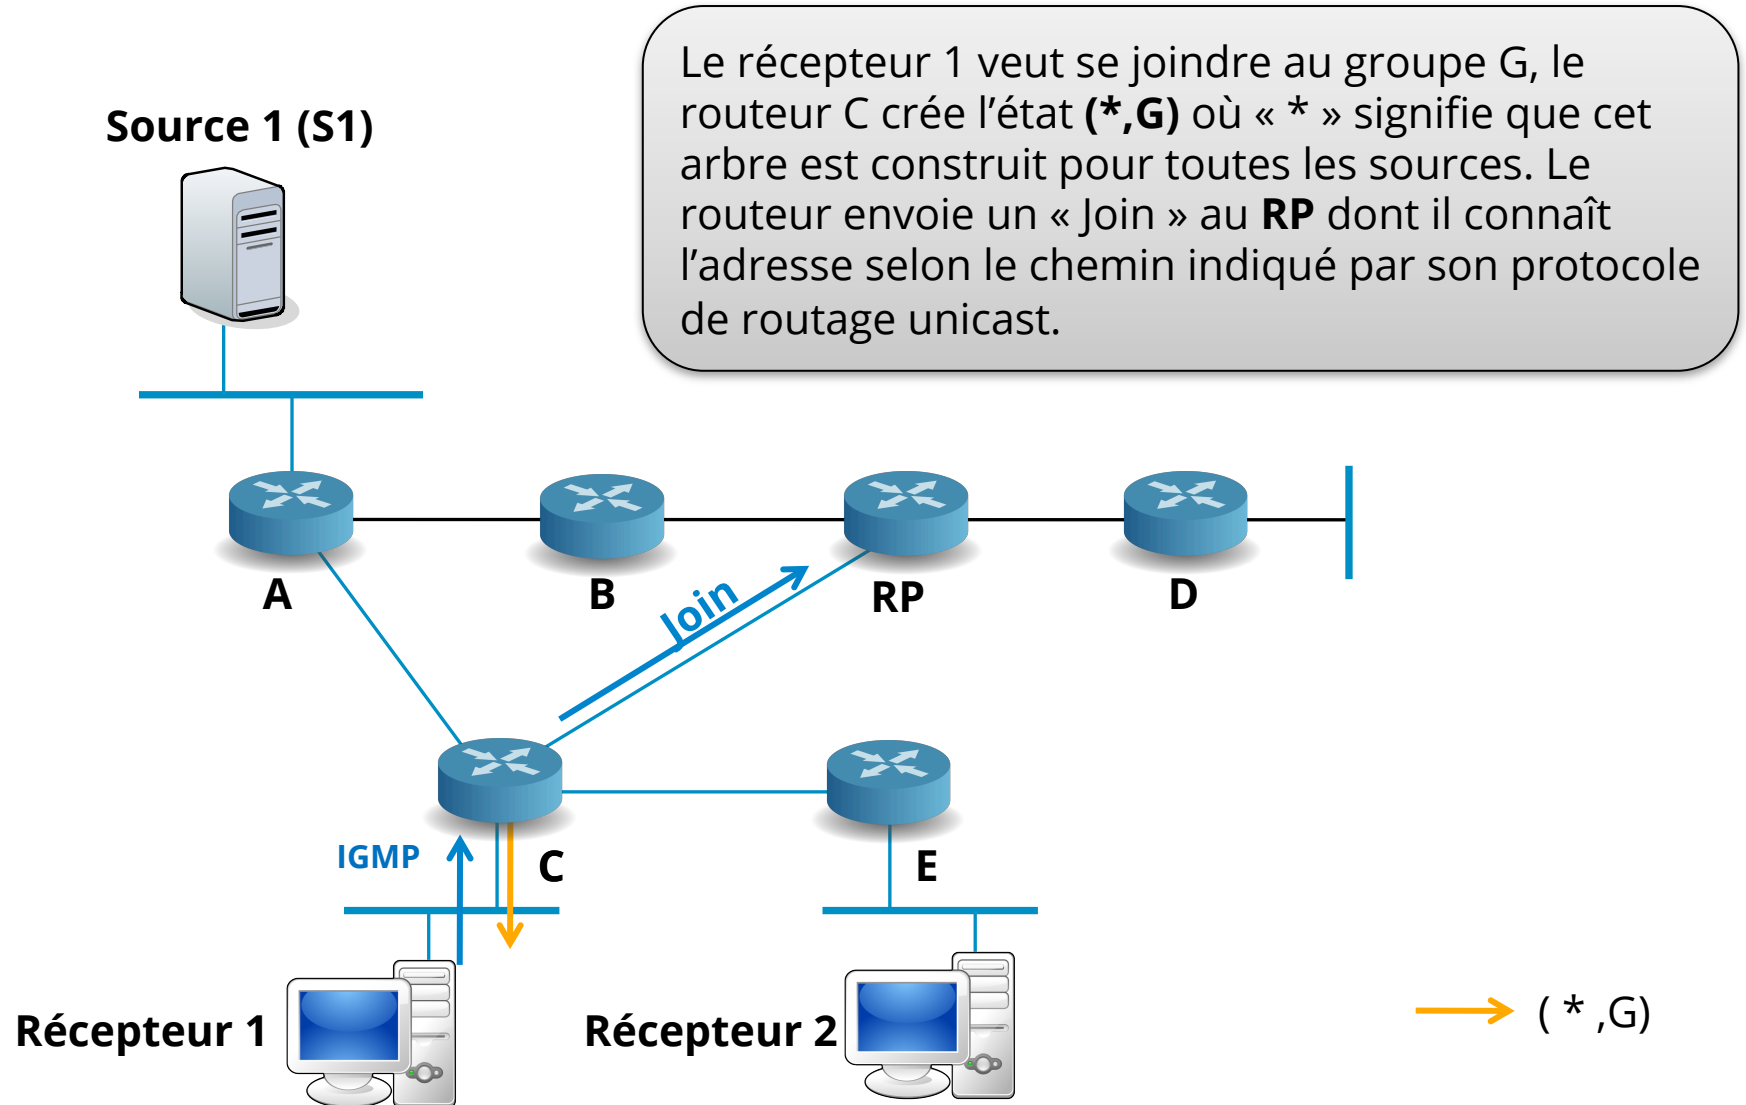 Le récepteur 1 veut se joindre au groupe G, le
routeur C crée l’état (*,G) où « * » signifie que cet
arbre est construit pour toutes les sources. Le
routeur envoie un « Join » au RP dont il connaît
l’adresse selon le chemin indiqué par son protocole
de routage unicast.
Source 1 (S1)
A
B
RP
D
Join
IGMP
C
E
Récepteur 1
Récepteur 2
( * ,G)